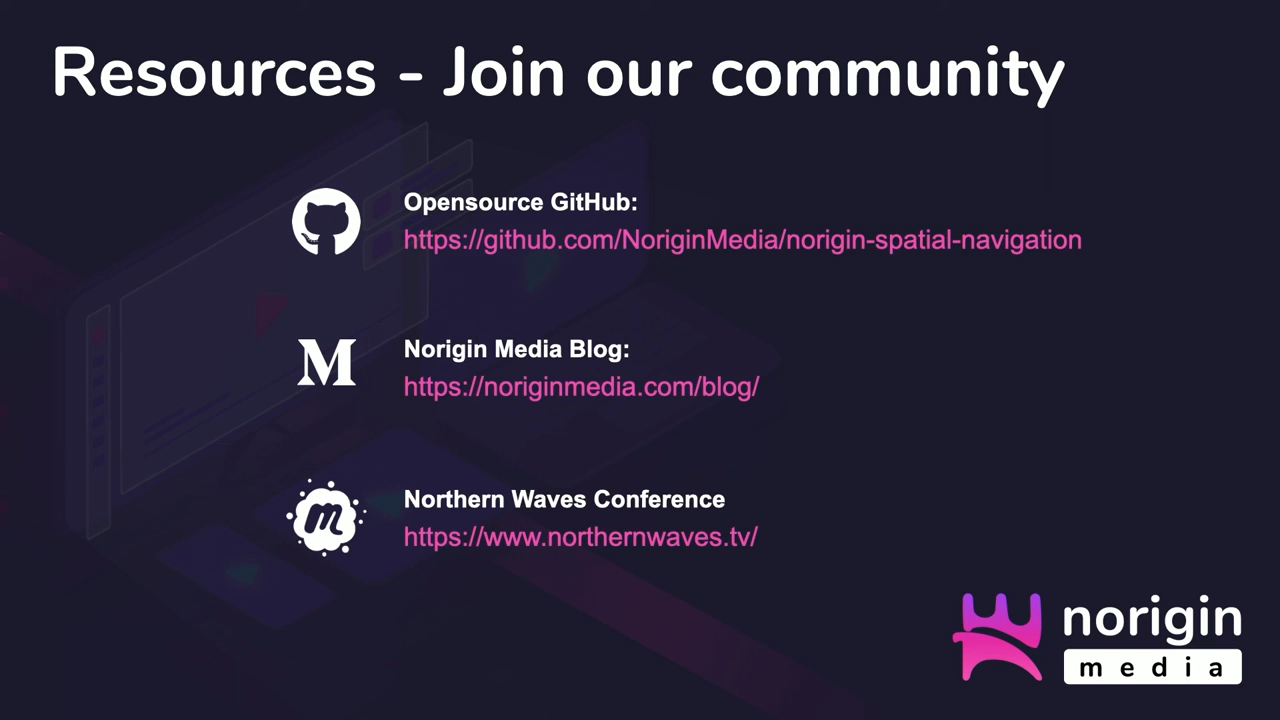 Resources - Join our community
Opensource GitHub:
https://github.com/NoriginMedia/norigin-spatial-navigation
M
Norigin Media Blog:
https://noriginmedia.com/blog/
m
Northern Waves Conference
https://www.northernwaves.tv/
norigin
media